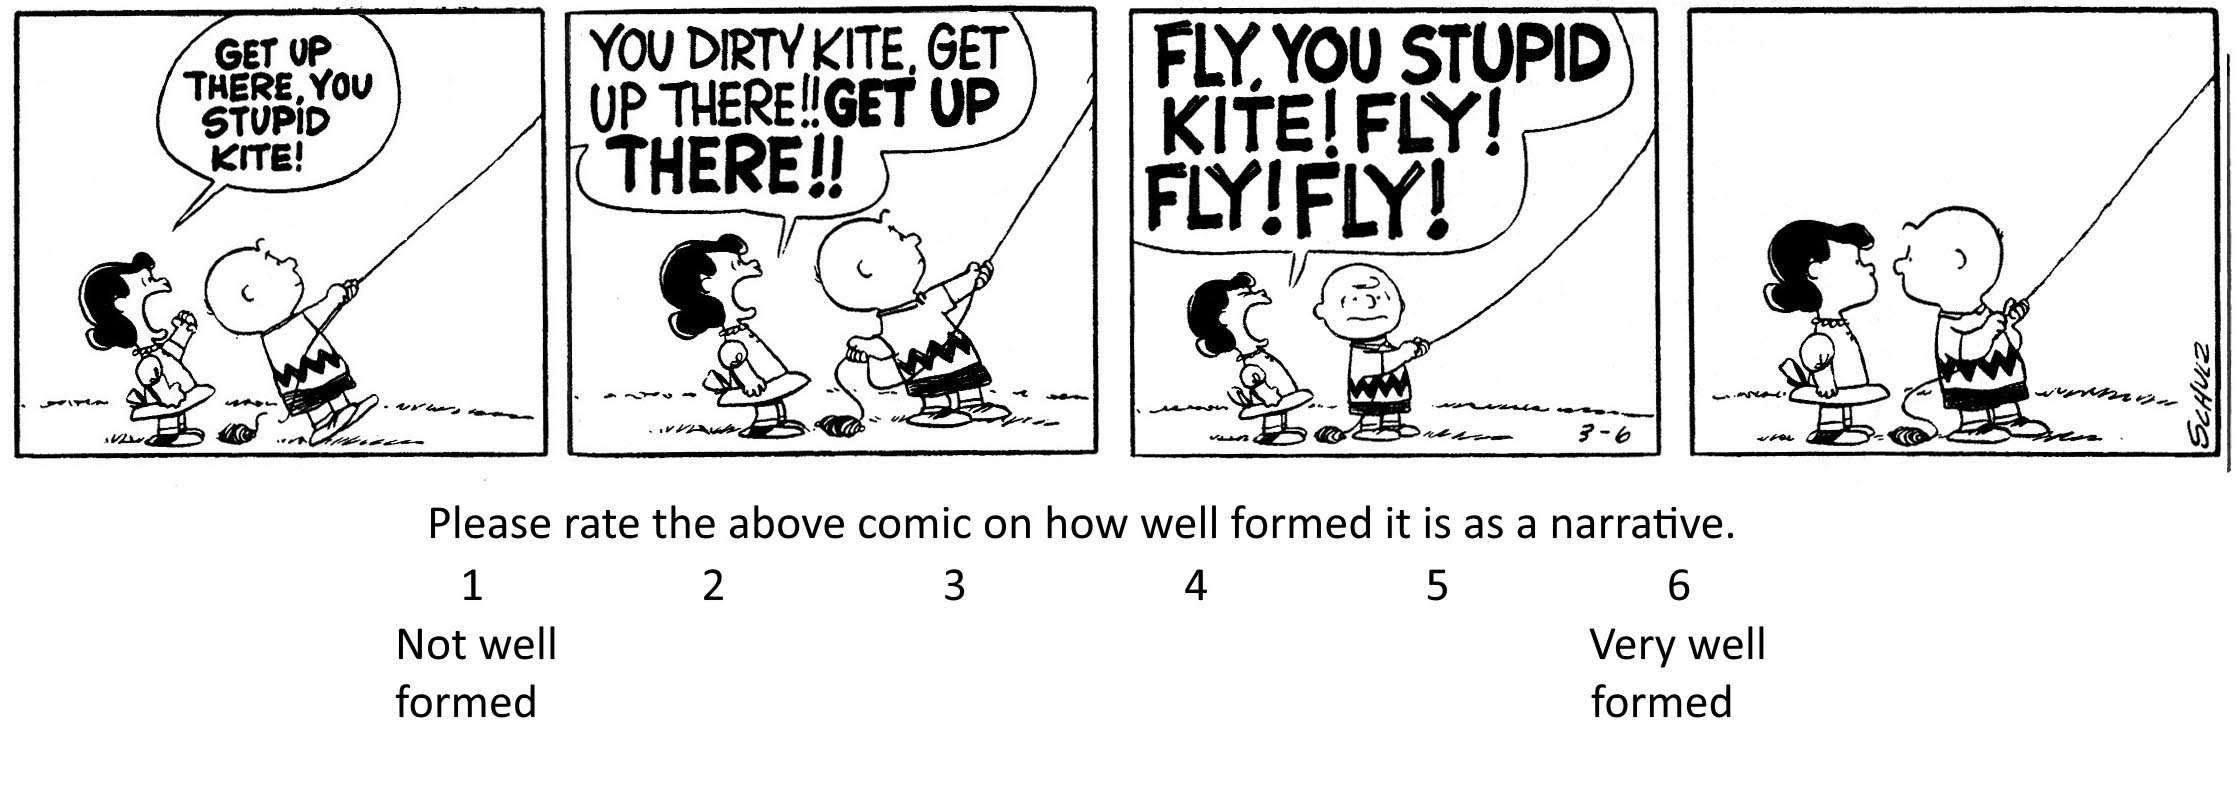 GET UP
THERE, YOU
STUPID
KITE!
YOU DIRTY KITE, GET
UP THERE!! GET UP
THERE!!
FLY, YOU STUPID
KITE! FLY!
FLY! FLY!
3-6
SCHULZ
Please rate the above comic on how well formed it is as a narrative.
1 2 3 4 5 6
Not well
formed
Very well
formed